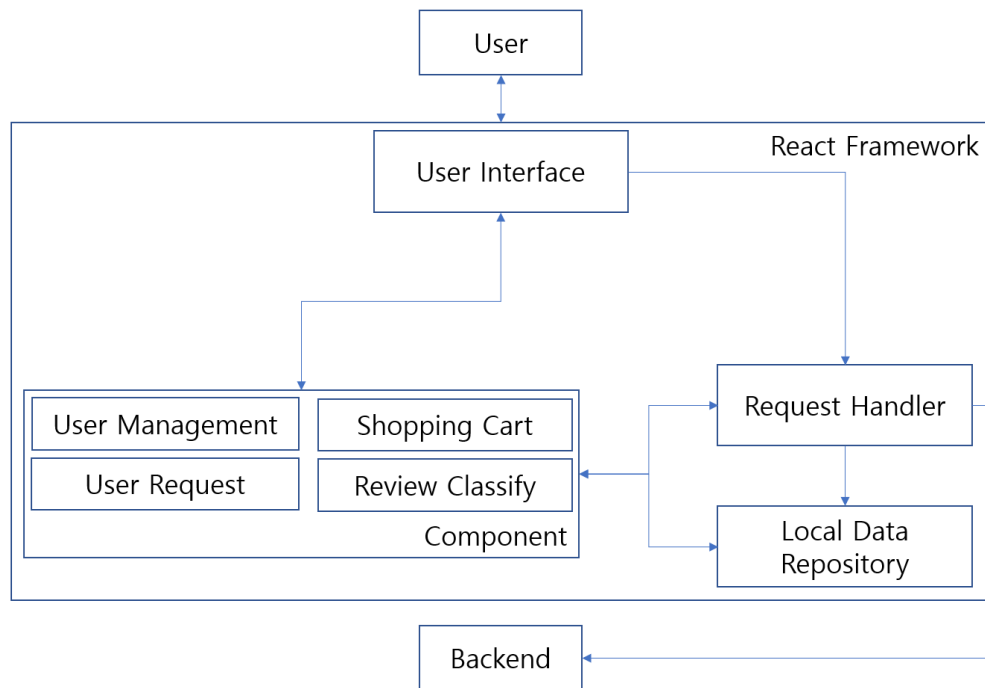 User
React Framework
User Interface
User Management
Shopping Cart
User Request
Review Classify
Component
Request Handler
Local Data
Repository
Backend